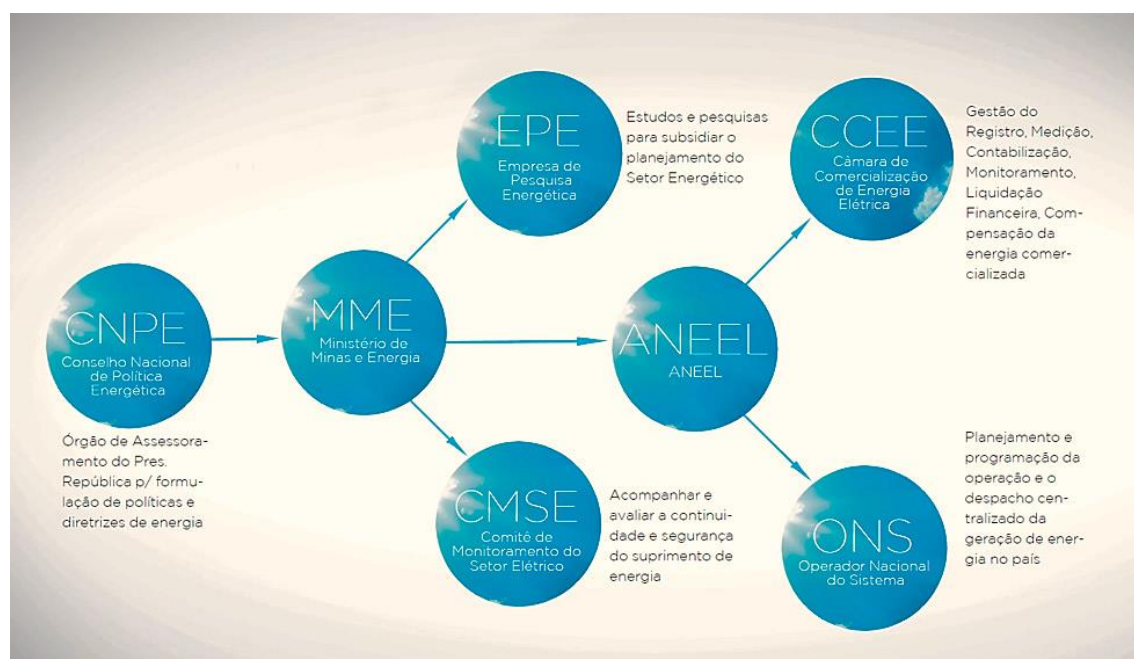 CNPE
Conselho Nacional
de Política
Energética
Órgão de Assessora-
mento do Pres.
República p/ formu-
lação de políticas e
diretrizes de energia
MME
Ministério de
Minas e Energia
EPE
Empresa de
Pesquisa
Energética
Estudos e pesquisas
para subsidiar o
planejamento do
Setor Energético
CMSE
Comitê de
Monitoramento do
Setor Elétrico
Acompanhar e
avaliar a continui-
dade e segurança
do suprimento de
energia
ANEEL
ANEEL
CCEE
Câmara de
Comercialização
de Energia
Elétrica
Gestão do
Registro, Medição,
Contabilização,
Monitoramento,
Liquidação
Financeira, Com-
pensação da
energia comer-
cializada
ONS
Operador Nacional
do Sistema
Planejamento e
programação da
operação e o
despacho cen-
tralizado da
geração de ener-
gia no país